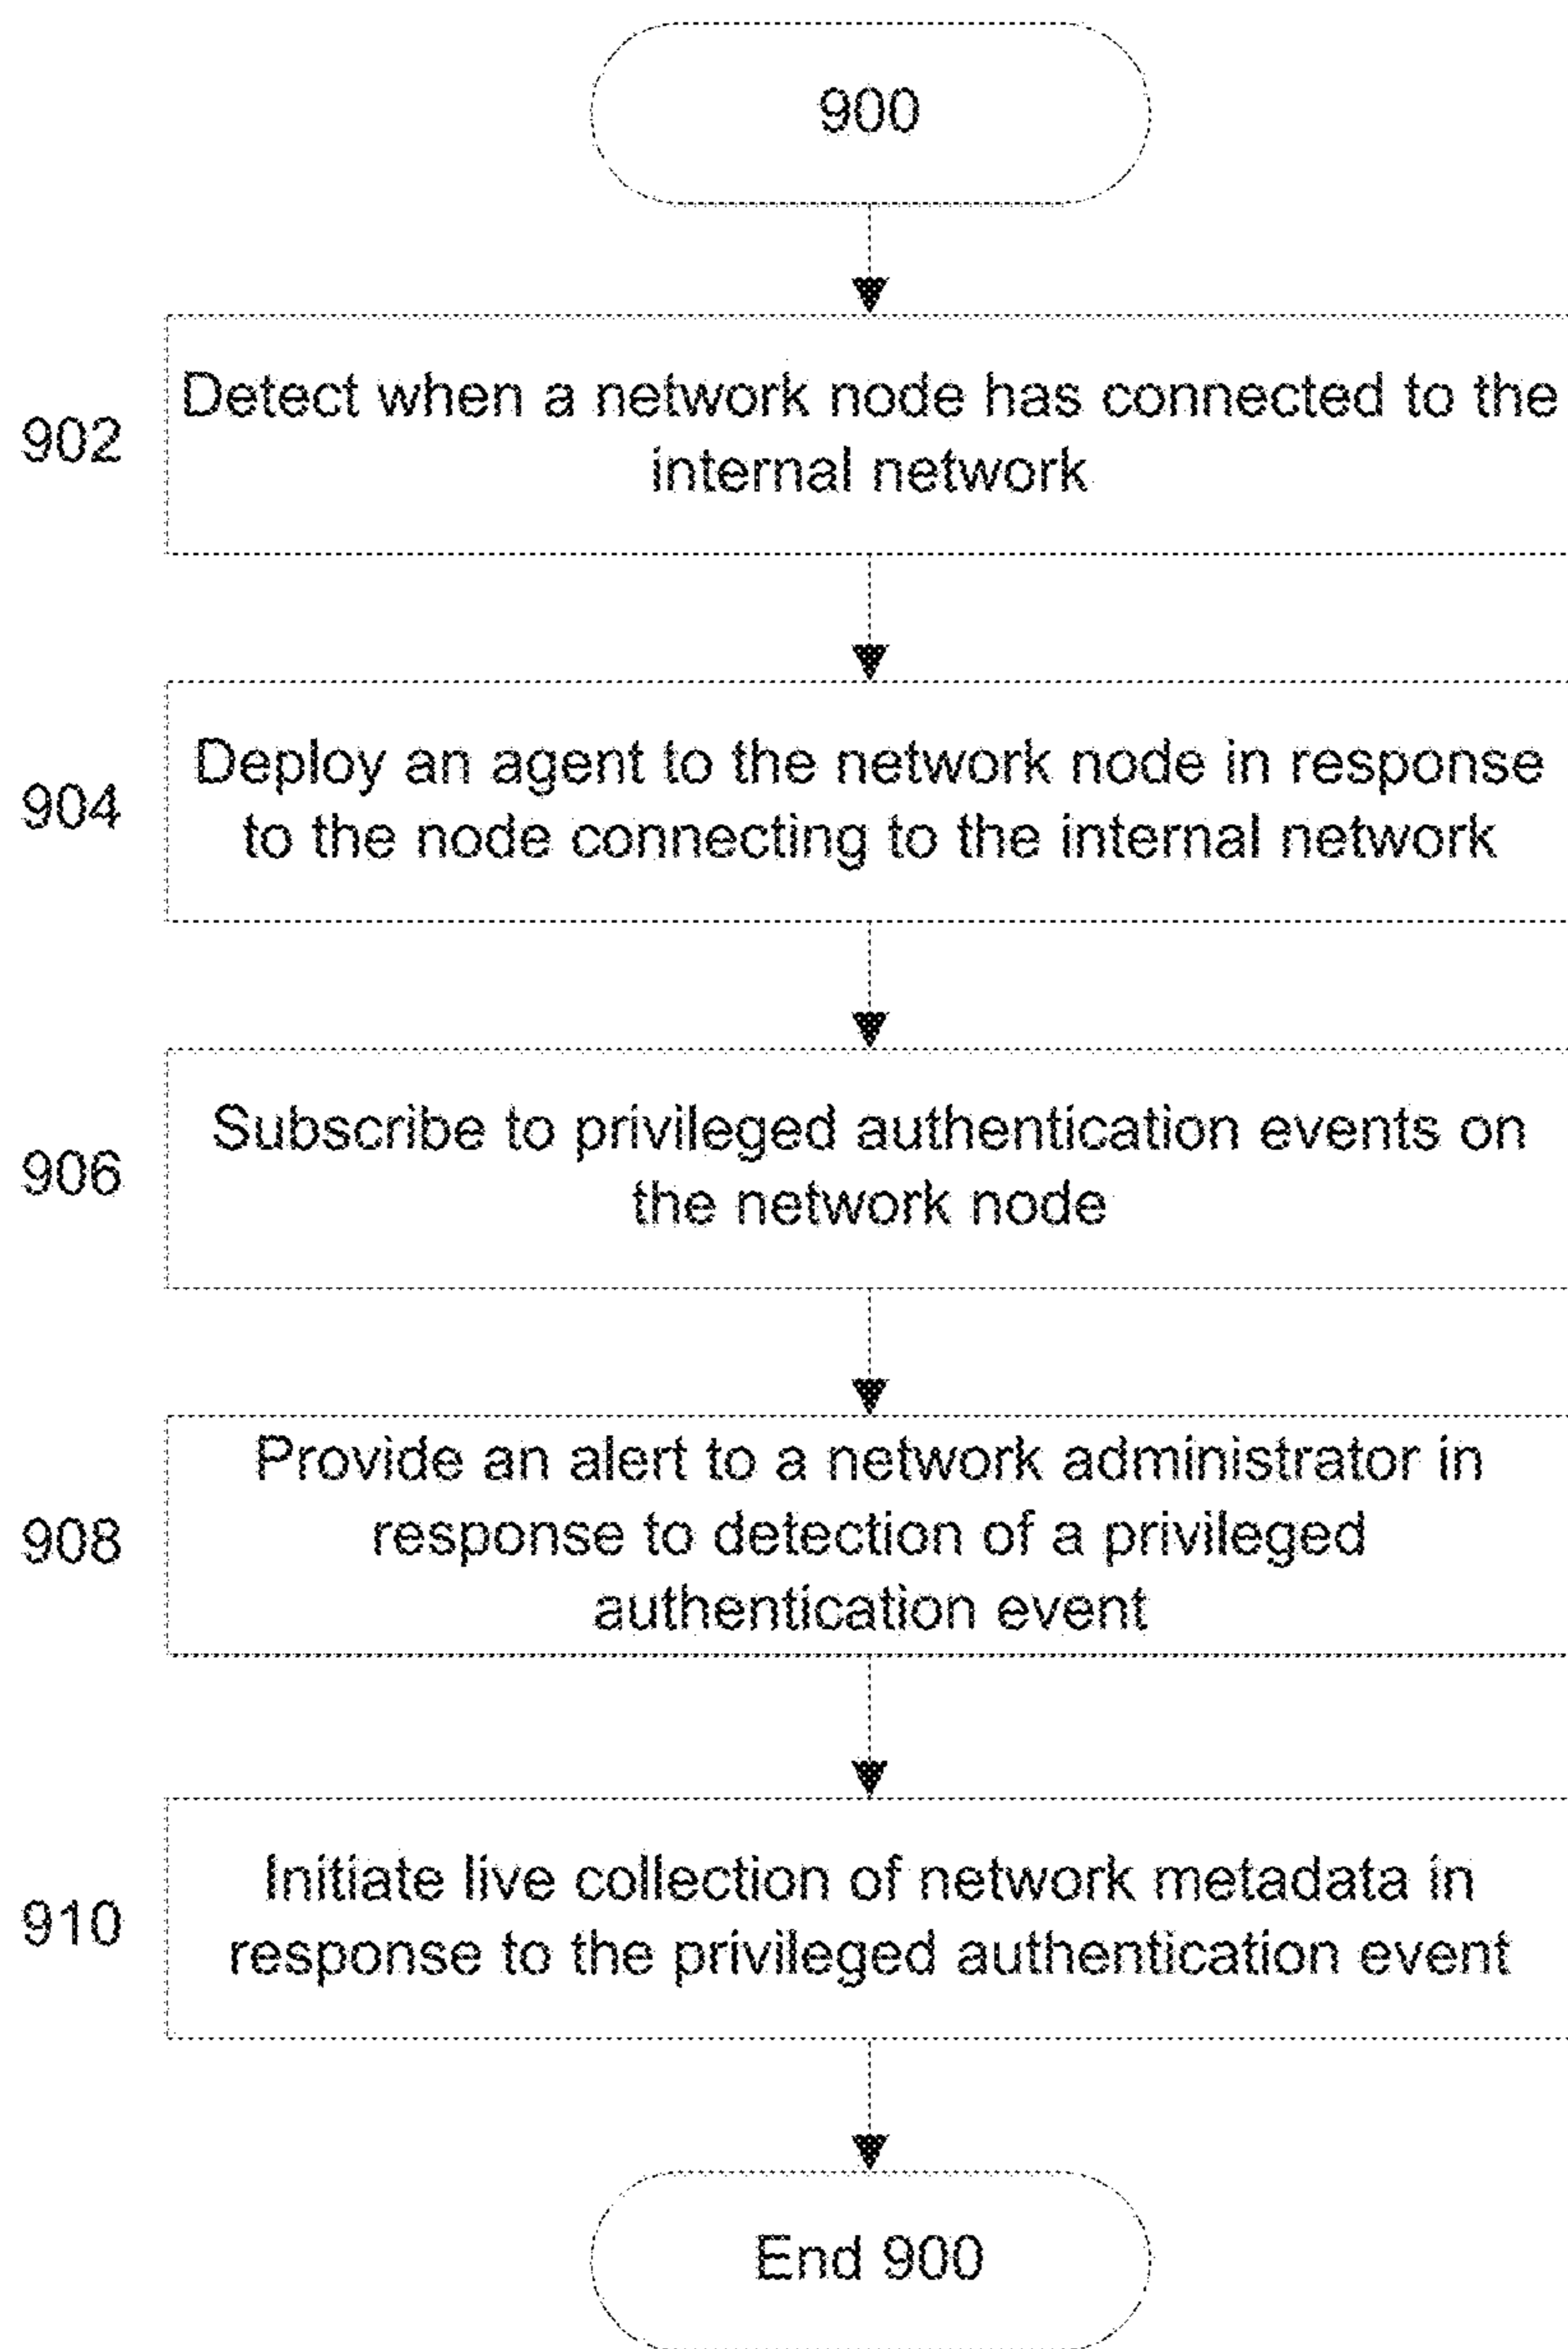 900
902
Detect when a network node has connected to the
internal network
904
Deploy an agent to the network node in response
to the node connecting to the internal network
906
Subscribe to privileged authentication events on
the network node
908
Provide an alert to a network administrator in
response to detection of a privileged
authentication event
910
Initiate live collection of network metadata in
response to the privileged authentication event
End 900